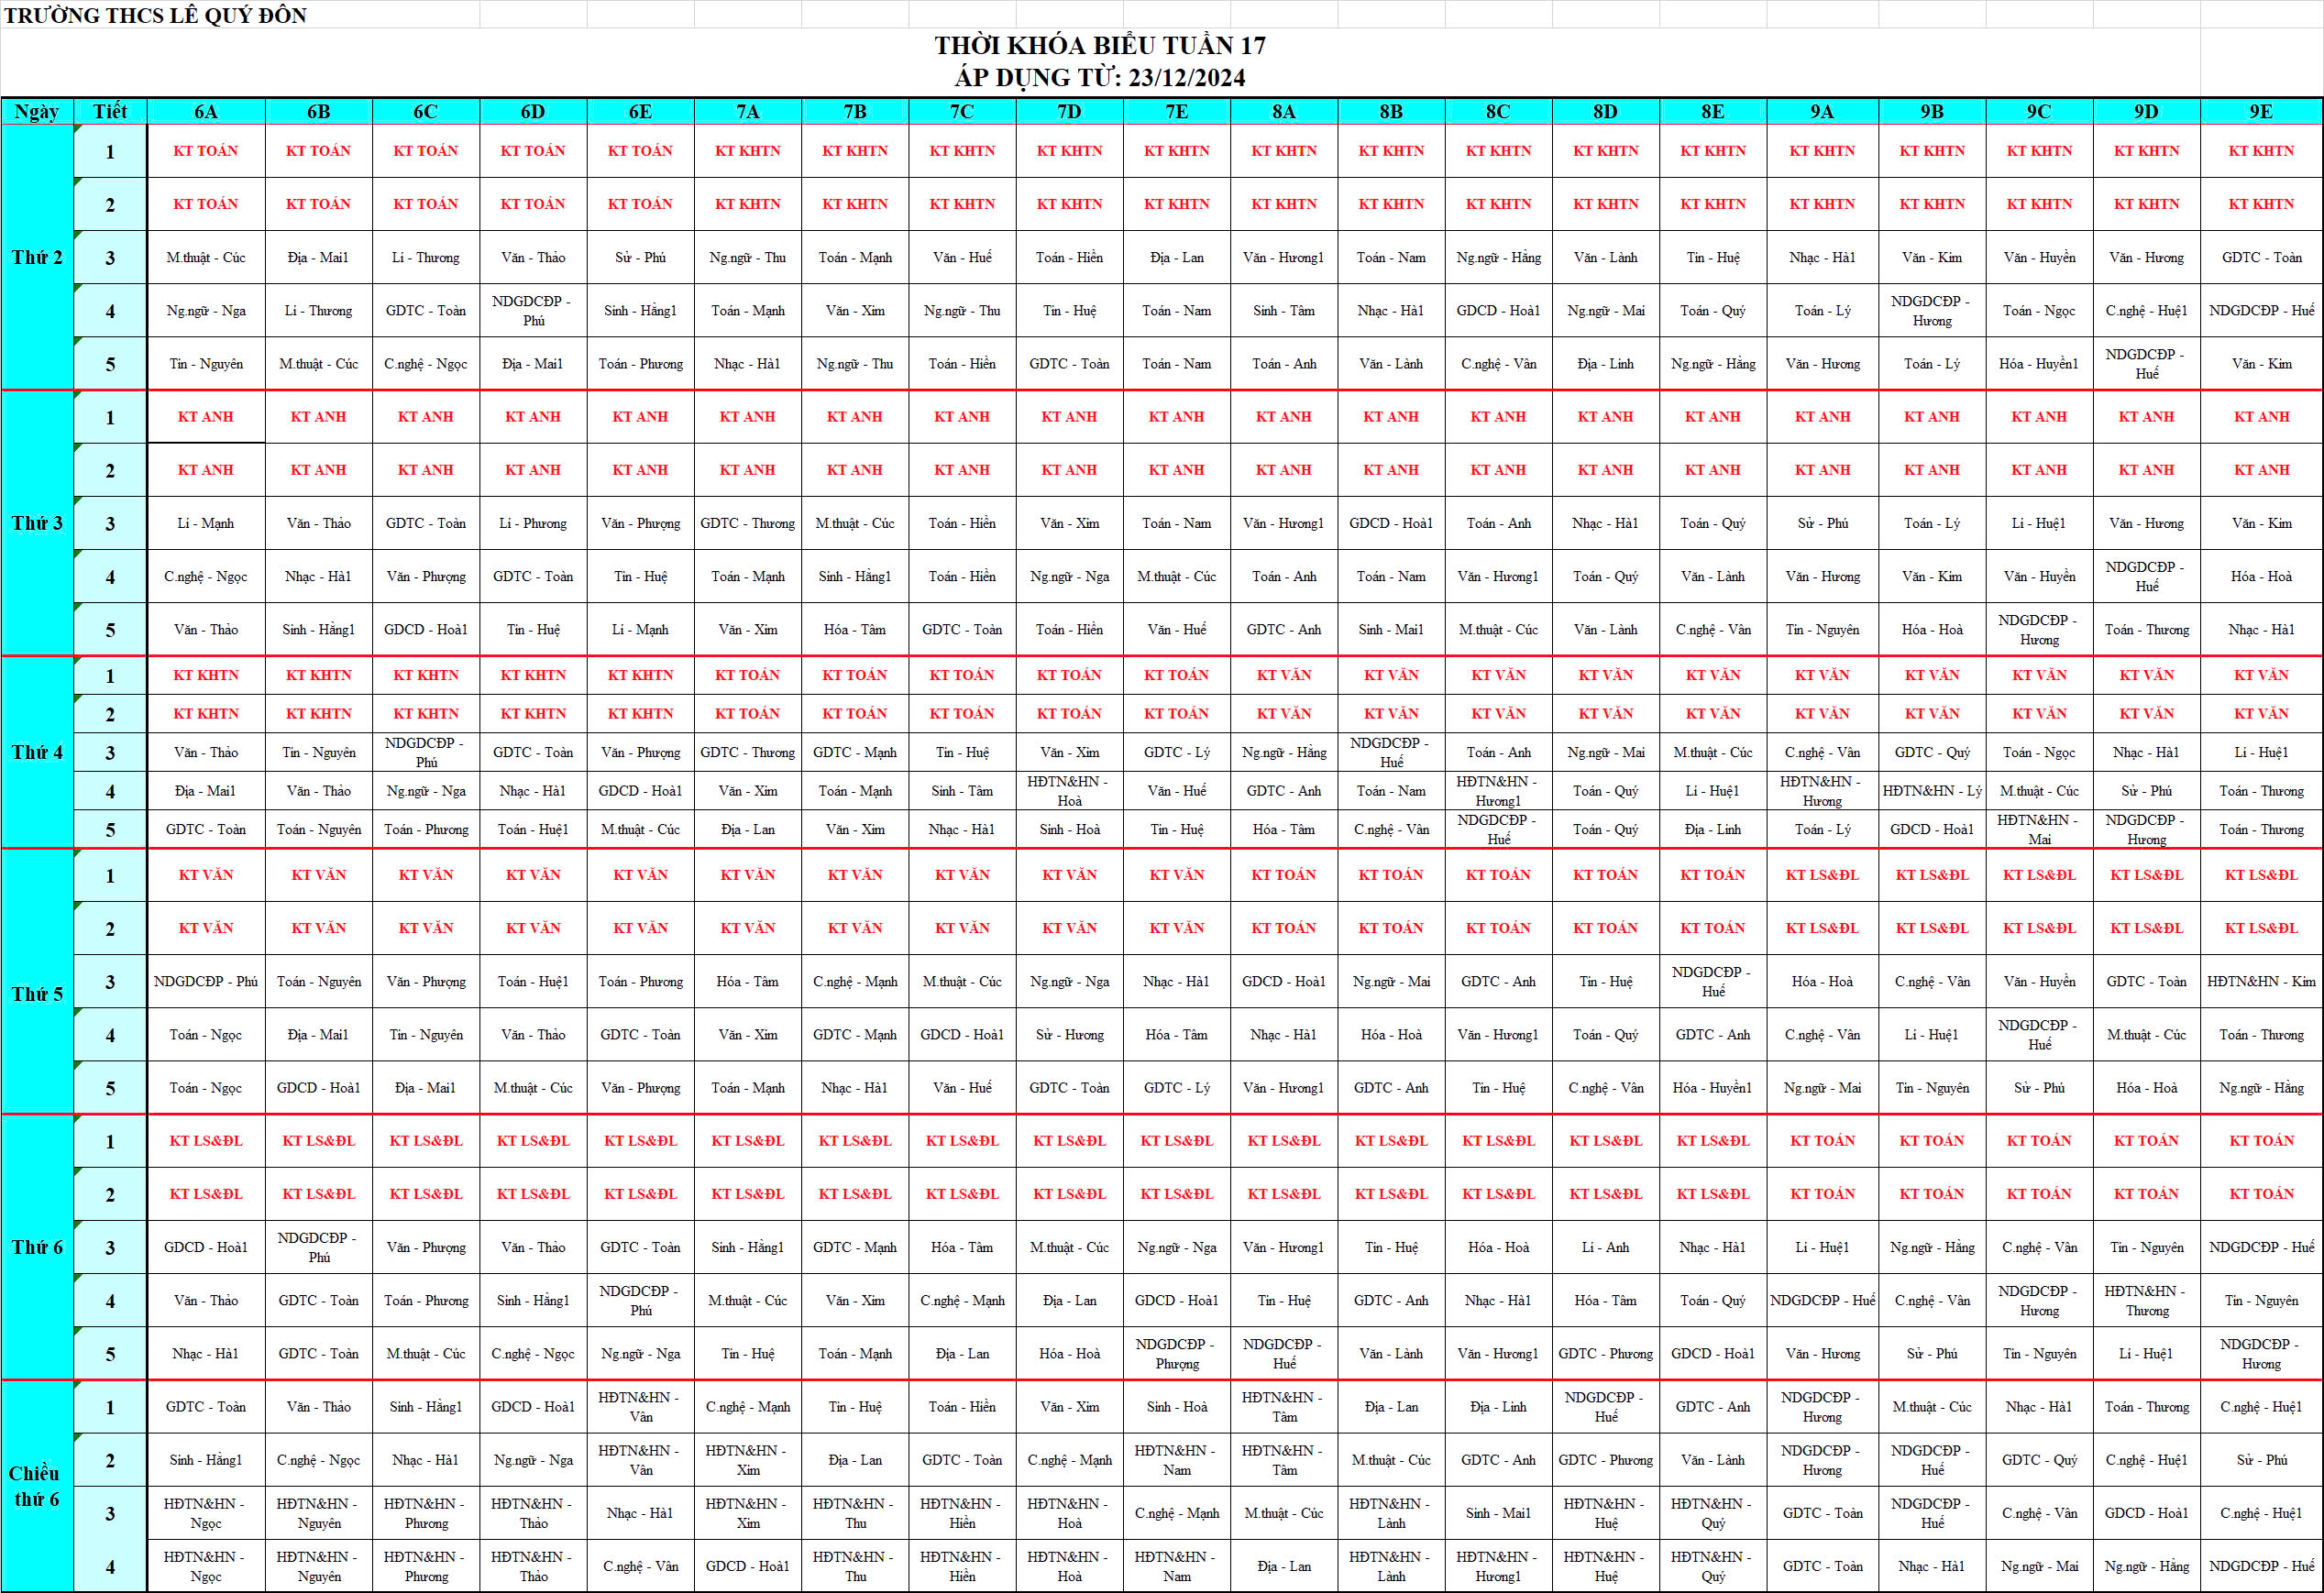 TRƯỜNG THCS LÊ QUÝ ĐÔN
THỜI KHÓA BIỂU TUẦN 17
ÁP DỤNG TỪ: 23/12/2024
Ngày Tiết 6A 6B 6C 6D 6E 7A 7B 7C 7D 7E 8A 8B 8C 8D 8E 9A 9B 9C 9D 9E
Thứ 2
1 KT TOÁN KT TOÁN KT TOÁN KT TOÁN KT TOÁN KT KHTN KT KHTN KT KHTN KT KHTN KT KHTN KT KHTN KT KHTN KT KHTN KT KHTN KT KHTN KT KHTN KT KHTN KT KHTN KT KHTN KT KHTN
2 KT TOÁN KT TOÁN KT TOÁN KT TOÁN KT TOÁN KT KHTN KT KHTN KT KHTN KT KHTN KT KHTN KT KHTN KT KHTN KT KHTN KT KHTN KT KHTN KT KHTN KT KHTN KT KHTN KT KHTN KT KHTN
3 M.thuật - Cúc Địa - Mai1 Lí - Thương Văn - Thảo Sử - Phú Ng.ngữ - Thu Toán - Mạnh Văn - Huế Toán - Hiền Địa - Lan Văn - Hương1 Toán - Nam Ng.ngữ - Hằng Văn - Lành Tin - Huệ Nhạc - Hà1 Văn - Kim Văn - Huyền Văn - Hương GDTC - Toàn
4 Ng.ngữ - Nga Lí - Thương GDTC - Toàn NDGDCĐP - Phú Sinh - Hằng1 Toán - Mạnh Văn - Xim Ng.ngữ - Thu Tin - Huệ Toán - Nam Sinh - Tâm Nhạc - Hà1 GDCD - Hoà1 Ng.ngữ - Mai Toán - Quý Toán - Lý NDGDCĐP - Hương Toán - Ngọc C.nghệ - Huệ1 NDGDCĐP - Huế
5 Tin - Nguyên M.thuật - Cúc C.nghệ - Ngọc Địa - Mai1 Toán - Phương Nhạc - Hà1 Ng.ngữ - Thu Toán - Hiền GDTC - Toàn Toán - Nam Toán - Anh Văn - Lành C.nghệ - Vân Địa - Linh Ng.ngữ - Hằng Văn - Hương Toán - Lý Hóa - Huyền1 NDGDCĐP - Huế Văn - Kim
Thứ 3
1 KT ANH KT ANH KT ANH KT ANH KT ANH KT ANH KT ANH KT ANH KT ANH KT ANH KT ANH KT ANH KT ANH KT ANH KT ANH KT ANH KT ANH KT ANH KT ANH KT ANH
2 KT ANH KT ANH KT ANH KT ANH KT ANH KT ANH KT ANH KT ANH KT ANH KT ANH KT ANH KT ANH KT ANH KT ANH KT ANH KT ANH KT ANH KT ANH KT ANH KT ANH
3 Lí - Mạnh Văn - Thảo GDTC - Toàn Lí - Phương Văn - Phượng GDTC - Thương M.thuật - Cúc Toán - Hiền Văn - Xim Toán - Nam Văn - Hương1 GDCD - Hoà1 Toán - Anh Nhạc - Hà1 Toán - Quý Sử - Phú Toán - Lý Lí - Huệ1 Văn - Hương Văn - Kim
4 C.nghệ - Ngọc Nhạc - Hà1 Văn - Phượng GDTC - Toàn Tin - Huệ Toán - Mạnh Sinh - Hằng1 Toán - Hiền Ng.ngữ - Nga M.thuật - Cúc Toán - Anh Toán - Nam Văn - Hương1 Toán - Quý Văn - Lành Văn - Hương Văn - Kim Văn - Huyền NDGDCĐP - Huế Hóa - Hoà
5 Văn - Thảo Sinh - Hằng1 GDCD - Hoà1 Tin - Huệ Lí - Mạnh Văn - Xim Hóa - Tâm GDTC - Toàn Toán - Hiền Văn - Huế GDTC - Anh Sinh - Mai1 M.thuật - Cúc Văn - Lành C.nghệ - Vân Tin - Nguyên Hóa - Hoà NDGDCĐP - Hương Toán - Thương Nhạc - Hà1
Thứ 4
1 KT KHTN KT KHTN KT KHTN KT KHTN KT KHTN KT TOÁN KT TOÁN KT TOÁN KT TOÁN KT TOÁN KT VĂN KT VĂN KT VĂN KT VĂN KT VĂN KT VĂN KT VĂN KT VĂN KT VĂN KT VĂN
2 KT KHTN KT KHTN KT KHTN KT KHTN KT KHTN KT TOÁN KT TOÁN KT TOÁN KT TOÁN KT TOÁN KT VĂN KT VĂN KT VĂN KT VĂN KT VĂN KT VĂN KT VĂN KT VĂN KT VĂN KT VĂN
3 Văn - Thảo Tin - Nguyên NDGDCĐP - Phú GDTC - Toàn Văn - Phượng GDTC - Thương GDTC - Mạnh Tin - Huệ Văn - Xim GDTC - Lý Ng.ngữ - Hằng NDGDCĐP - Huế Toán - Anh Ng.ngữ - Mai M.thuật - Cúc C.nghệ - Vân GDTC - Quý Toán - Ngọc Nhạc - Hà1 Lí - Huệ1
4 Địa - Mai1 Văn - Thảo Ng.ngữ - Nga Nhạc - Hà1 GDCD - Hoà1 Văn - Xim Toán - Mạnh Sinh - Tâm HĐTN&HN - Hoà Văn - Huế GDTC - Anh Toán - Nam HĐTN&HN - Hương1 Toán - Quý Lí - Huệ1 HĐTN&HN - Hương HĐTN&HN - Lý M.thuật - Cúc Sử - Phú Toán - Thương
5 GDTC - Toàn Toán - Nguyên Toán - Phương Toán - Huệ1 M.thuật - Cúc Địa - Lan Văn - Xim Nhạc - Hà1 Sinh - Hoà Tin - Huệ Hóa - Tâm C.nghệ - Vân NDGDCĐP - Huế Toán - Quý Địa - Linh Toán - Lý GDCD - Hoà1 HĐTN&HN - Mai NDGDCĐP - Hương Toán - Thương
Thứ 5
1 KT VĂN KT VĂN KT VĂN KT VĂN KT VĂN KT VĂN KT VĂN KT VĂN KT VĂN KT VĂN KT TOÁN KT TOÁN KT TOÁN KT TOÁN KT TOÁN KT LS&ĐL KT LS&ĐL KT LS&ĐL KT LS&ĐL KT LS&ĐL
2 KT VĂN KT VĂN KT VĂN KT VĂN KT VĂN KT VĂN KT VĂN KT VĂN KT VĂN KT VĂN KT TOÁN KT TOÁN KT TOÁN KT TOÁN KT TOÁN KT LS&ĐL KT LS&ĐL KT LS&ĐL KT LS&ĐL KT LS&ĐL
3 NDGDCĐP - Phú Toán - Nguyên Văn - Phượng Toán - Huệ1 Toán - Phương Hóa - Tâm C.nghệ - Mạnh M.thuật - Cúc Ng.ngữ - Nga Nhạc - Hà1 GDCD - Hoà1 Ng.ngữ - Mai GDTC - Anh Tin - Huệ NDGDCĐP - Huế Hóa - Hoà C.nghệ - Vân Văn - Huyền GDTC - Toàn HĐTN&HN - Kim
4 Toán - Ngọc Địa - Mai1 Tin - Nguyên Văn - Thảo GDTC - Toàn Văn - Xim GDTC - Mạnh GDCD - Hoà1 Sử - Hương Hóa - Tâm Nhạc - Hà1 Hóa - Hoà Văn - Hương1 Toán - Quý GDTC - Anh C.nghệ - Vân Lí - Huệ1 NDGDCĐP - Huế M.thuật - Cúc Toán - Thương
5 Toán - Ngọc GDCD - Hoà1 Địa - Mai1 M.thuật - Cúc Văn - Phượng Toán - Mạnh Nhạc - Hà1 Văn - Huế GDTC - Toàn GDTC - Lý Văn - Hương1 GDTC - Anh Tin - Huệ C.nghệ - Vân Hóa - Huyền1 Ng.ngữ - Mai Tin - Nguyên Sử - Phú Hóa - Hoà Ng.ngữ - Hằng
Thứ 6
1 KT LS&ĐL KT LS&ĐL KT LS&ĐL KT LS&ĐL KT LS&ĐL KT LS&ĐL KT LS&ĐL KT LS&ĐL KT LS&ĐL KT LS&ĐL KT LS&ĐL KT LS&ĐL KT LS&ĐL KT LS&ĐL KT LS&ĐL KT TOÁN KT TOÁN KT TOÁN KT TOÁN KT TOÁN
2 KT LS&ĐL KT LS&ĐL KT LS&ĐL KT LS&ĐL KT LS&ĐL KT LS&ĐL KT LS&ĐL KT LS&ĐL KT LS&ĐL KT LS&ĐL KT LS&ĐL KT LS&ĐL KT LS&ĐL KT LS&ĐL KT LS&ĐL KT TOÁN KT TOÁN KT TOÁN KT TOÁN KT TOÁN
3 GDCD - Hoà1 NDGDCĐP - Phú Văn - Phượng Văn - Thảo GDTC - Toàn Sinh - Hằng1 GDTC - Mạnh Hóa - Tâm M.thuật - Cúc Ng.ngữ - Nga Văn - Hương1 Tin - Huệ Hóa - Hoà Lí - Anh Nhạc - Hà1 Lí - Huệ1 Ng.ngữ - Hằng C.nghệ - Vân Tin - Nguyên NDGDCĐP - Huế
4 Văn - Thảo GDTC - Toàn Toán - Phương Sinh - Hằng1 NDGDCĐP - Phú M.thuật - Cúc Văn - Xim C.nghệ - Mạnh Địa - Lan GDCD - Hoà1 Tin - Huệ GDTC - Anh Nhạc - Hà1 Hóa - Tâm Toán - Quý NDGDCĐP - Huế C.nghệ - Vân NDGDCĐP - Hương HĐTN&HN - Thương Tin - Nguyên
5 Nhạc - Hà1 GDTC - Toàn M.thuật - Cúc C.nghệ - Ngọc Ng.ngữ - Nga Tin - Huệ Toán - Mạnh Địa - Lan Hóa - Hoà NDGDCĐP - Phượng NDGDCĐP - Huế Văn - Lành Văn - Hương1 GDTC - Phương GDCD - Hoà1 Văn - Hương Sử - Phú Tin - Nguyên Lí - Huệ1 NDGDCĐP - Hương
Chiều thứ 6
1 GDTC - Toàn Văn - Thảo Sinh - Hằng1 GDCD - Hoà1 HĐTN&HN - Vân C.nghệ - Mạnh Tin - Huệ Toán - Hiền Văn - Xim Sinh - Hoà HĐTN&HN - Tâm Địa - Lan Địa - Linh NDGDCĐP - Huế GDTC - Anh NDGDCĐP - Hương M.thuật - Cúc Nhạc - Hà1 Toán - Thương C.nghệ - Huệ1
2 Sinh - Hằng1 C.nghệ - Ngọc Nhạc - Hà1 Ng.ngữ - Nga HĐTN&HN - Vân HĐTN&HN - Xim Địa - Lan GDTC - Toàn C.nghệ - Mạnh HĐTN&HN - Nam HĐTN&HN - Tâm M.thuật - Cúc GDTC - Anh GDTC - Phương Văn - Lành NDGDCĐP - Hương NDGDCĐP - Huế GDTC - Quý C.nghệ - Huệ1 Sử - Phú
3 HĐTN&HN - Ngọc HĐTN&HN - Nguyên HĐTN&HN - Phương HĐTN&HN - Thảo Nhạc - Hà1 HĐTN&HN - Xim HĐTN&HN - Thu HĐTN&HN - Hiền HĐTN&HN - Hoà C.nghệ - Mạnh M.thuật - Cúc HĐTN&HN - Lành Sinh - Mai1 HĐTN&HN - Huệ HĐTN&HN - Quý GDTC - Toàn NDGDCĐP - Huế C.nghệ - Vân GDCD - Hoà1 C.nghệ - Huệ1
4 HĐTN&HN - Ngọc HĐTN&HN - Nguyên HĐTN&HN - Phương HĐTN&HN - Thảo C.nghệ - Vân GDCD - Hoà1 HĐTN&HN - Thu HĐTN&HN - Hiền HĐTN&HN - Hoà HĐTN&HN - Nam Địa - Lan HĐTN&HN - Lành HĐTN&HN - Hương1 HĐTN&HN - Huệ HĐTN&HN - Quý GDTC - Toàn Nhạc - Hà1 Ng.ngữ - Mai Ng.ngữ - Hằng NDGDCĐP - Huế